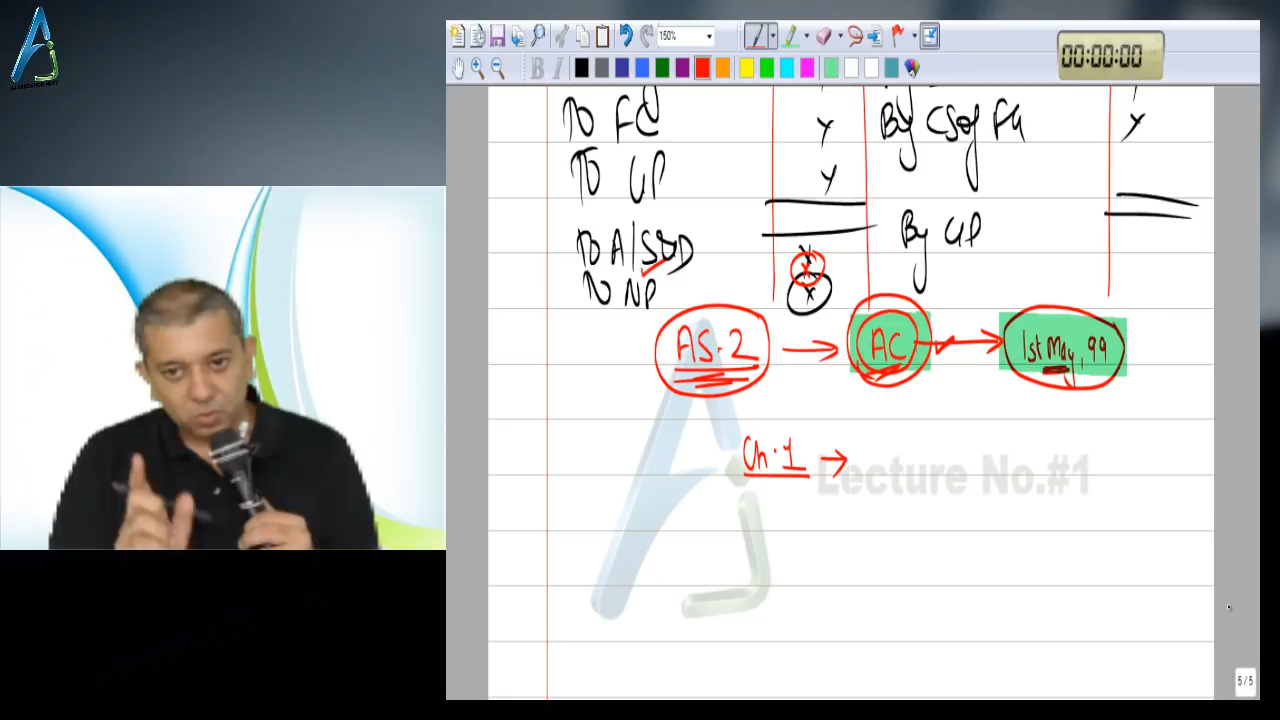 150%
00:00:00
To FC y By CS of FG y
To GP y
To A/S&D x By GP
To NP x
AS.2 → AC → 1st May, 99
Ch.1 →
Lecture No.#1
5/5